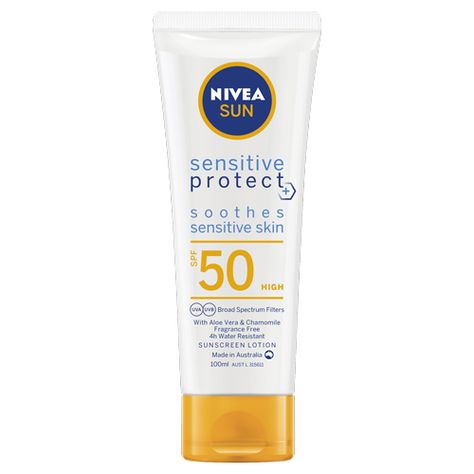 NIVEA
SUN
sensitive
protect+
soothes
sensitive skin
SPF 50 HIGH
UVA UVB Broad Spectrum Filters
With Aloe Vera & Chamomile
Fragrance Free
4h Water Resistant
SUNSCREEN LOTION
Made in Australia
100ml AUST L 315611